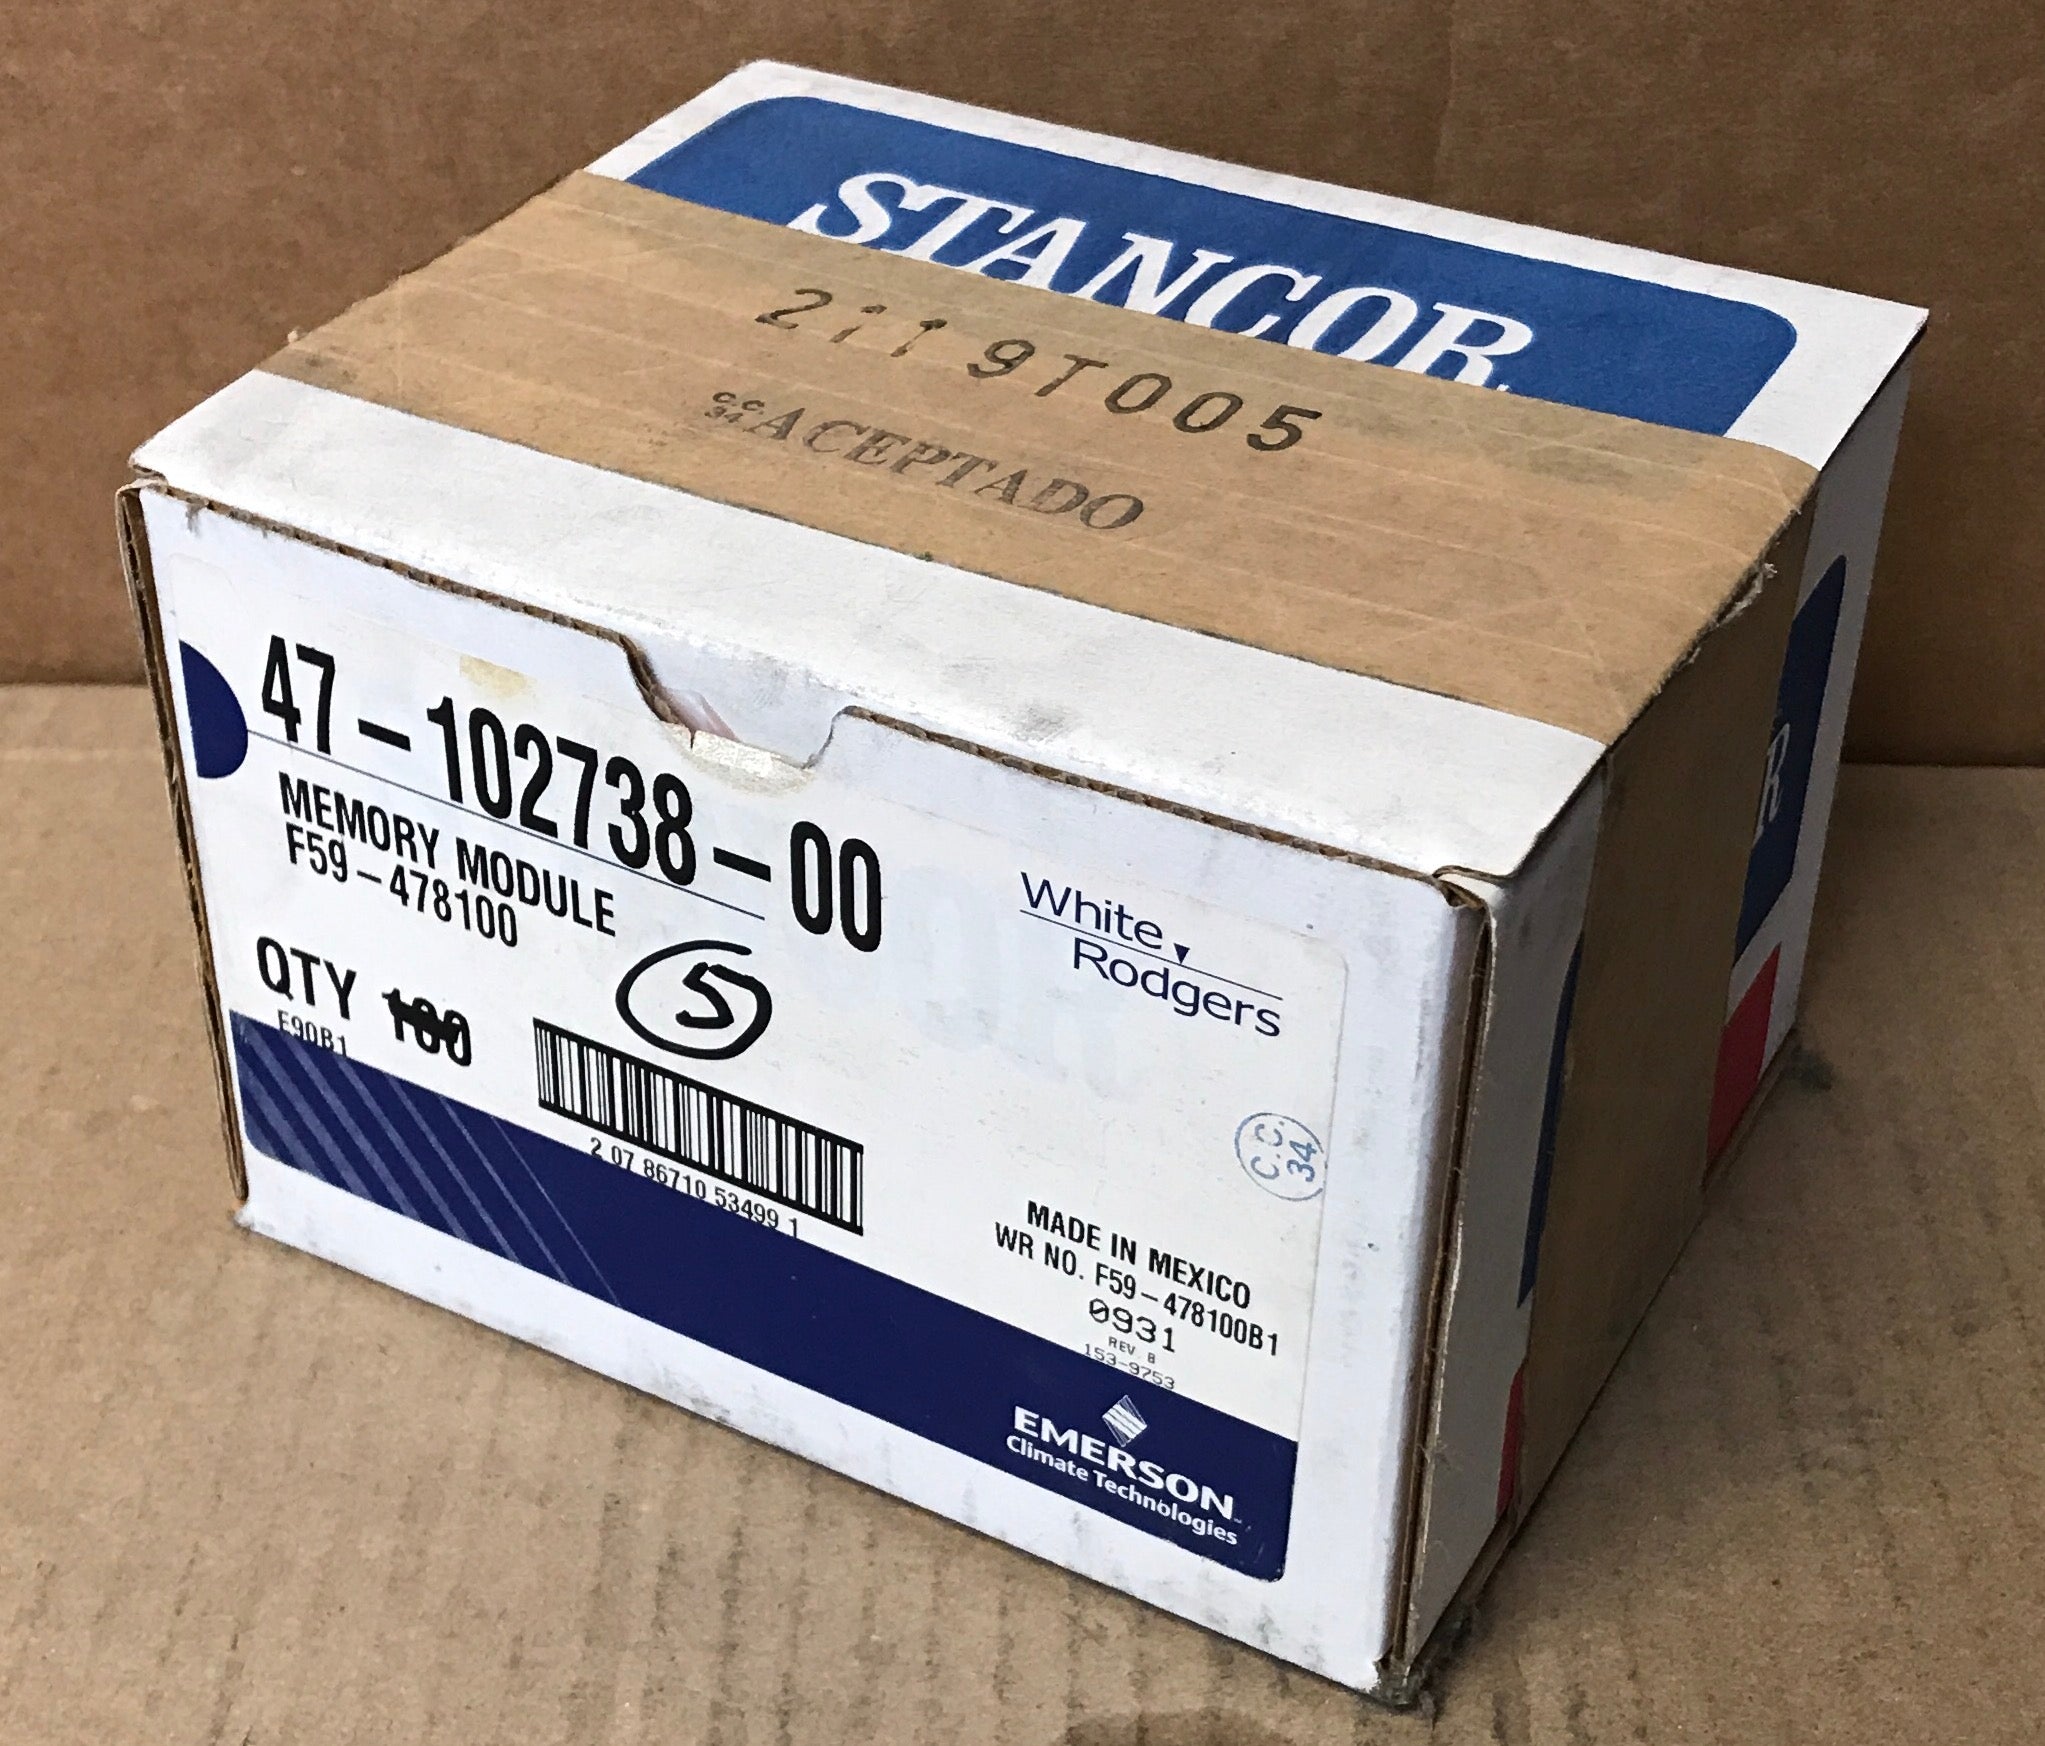 STANCOR
2119T005
C.C.
34
ACEPTADO
47-102738-00
MEMORY MODULE
F59-478100
QTY 100
5
E90B1
2 07 86710 53499 1
White
Rodgers
C.C.
34
MADE IN MEXICO
WR NO. F59-478100B1
0931
REV B
153-9753
EMERSON
Climate Technologies
R